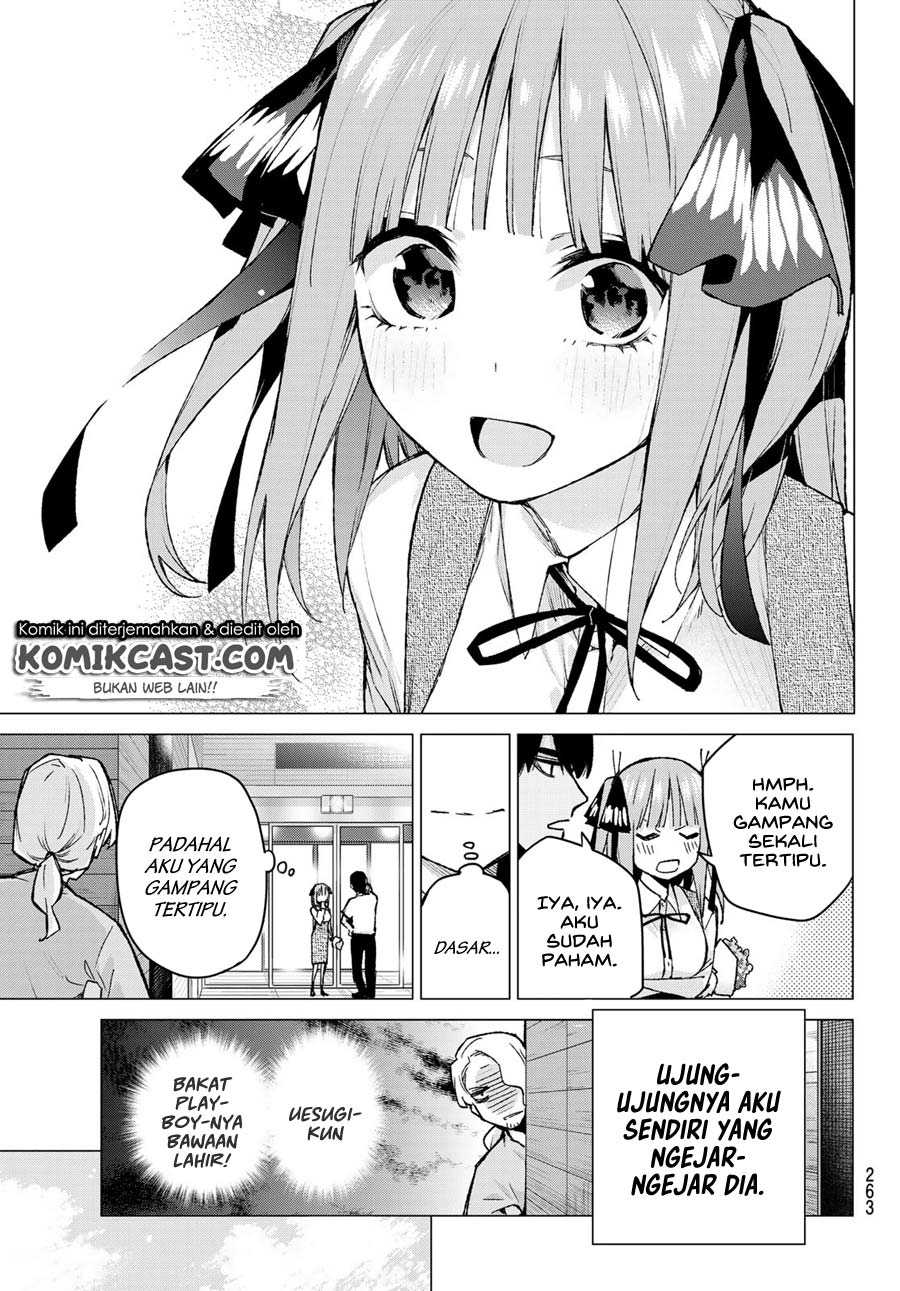 Komik ini diterjemahkan & diedit oleh
KOMIKCAST.COM
BUKAN WEB LAIN!!
HMPH.
KAMU
GAMPANG
SEKALI
TERTIPU.
IYA, IYA.
AKU
SUDAH
PAHAM.
DASAR...
PADAHAL
AKU YANG
GAMPANG
TERTIPU.
UJUNG-
UJUNGNYA AKU
SENDIRI YANG
NGEJAR-
NGEJAR DIA.
UESUGI-
KUN
BAKAT
PLAY-
BOY-NYA
BAWAAN
LAHIR!
263